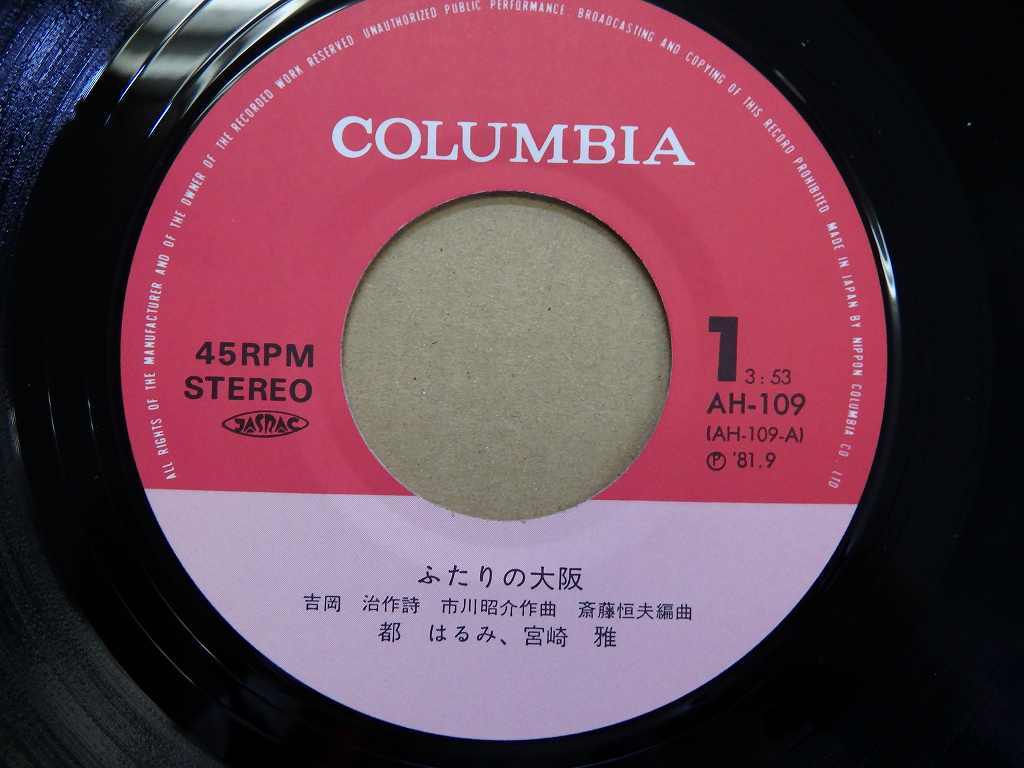 ALL RIGHTS OF THE MANUFACTURER AND OF THE OWNER OF THE RECORDED WORK RESERVED. UNAUTHORIZED PUBLIC PERFORMANCE. BROADCASTING AND COPYING OF THIS RECORD PROHIBITED. MADE IN JAPAN BY NIPPON COLUMBIA CO., LTD
COLUMBIA
45RPM
STEREO
JASRAC
1 3:53
AH-109
(AH-109-A)
Ⓟ '81.9
ふたりの大阪
吉岡 治作詩 市川昭介作曲 斎藤恒夫編曲
都 はるみ、宮崎 雅